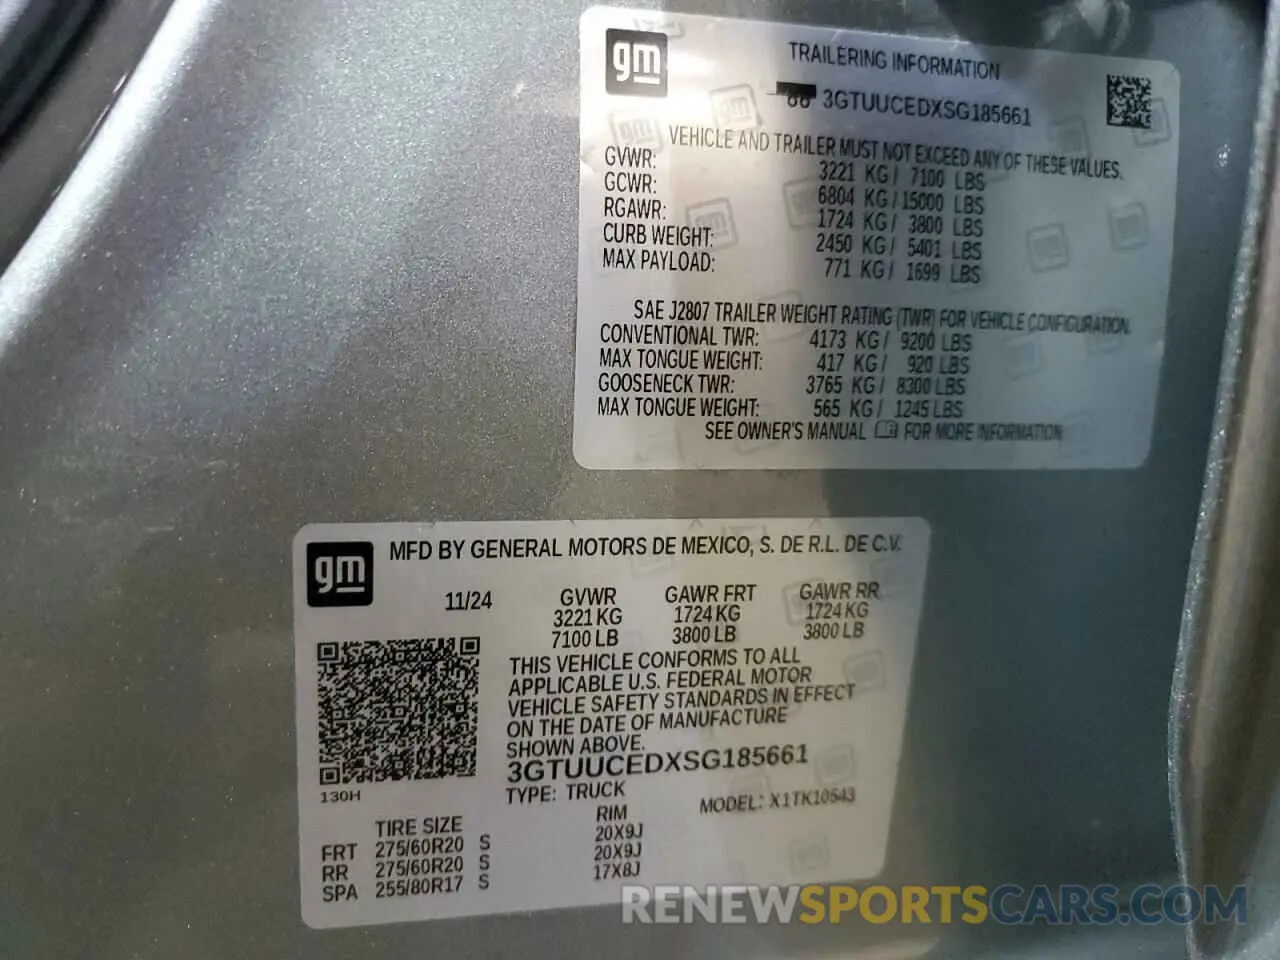 gm
TRAILERING INFORMATION
3GTUUCEDXSG185661
VEHICLE AND TRAILER MUST NOT EXCEED ANY OF THESE VALUES.
GVWR: 3221 KG/ 7100 LBS
GCWR: 6804 KG/15000 LBS
RGAWR: 1724 KG/ 3800 LBS
CURB WEIGHT: 2450 KG/ 5401 LBS
MAX PAYLOAD: 771 KG/ 1699 LBS
SAE J2807 TRAILER WEIGHT RATING (TWR) FOR VEHICLE CONFIGURATION.
CONVENTIONAL TWR: 4173 KG/ 9200 LBS
MAX TONGUE WEIGHT: 417 KG/ 920 LBS
GOOSENECK TWR: 3765 KG/ 8300 LBS
MAX TONGUE WEIGHT: 565 KG/ 1245 LBS
SEE OWNER'S MANUAL FOR MORE INFORMATION
gm
MFD BY GENERAL MOTORS DE MEXICO, S. DE R.L. DE C.V.
11/24 GVWR GAWR FRT GAWR RR
3221 KG 1724 KG 1724 KG
7100 LB 3800 LB 3800 LB
THIS VEHICLE CONFORMS TO ALL
APPLICABLE U.S. FEDERAL MOTOR
VEHICLE SAFETY STANDARDS IN EFFECT
ON THE DATE OF MANUFACTURE
SHOWN ABOVE.
3GTUUCEDXSG185661
130H
TYPE: TRUCK MODEL: X1TK10543
TIRE SIZE RIM
FRT 275/60R20 S 20X9J
RR 275/60R20 S 20X9J
SPA 255/80R17 S 17X8J
RENEWSPORTSCARS.COM